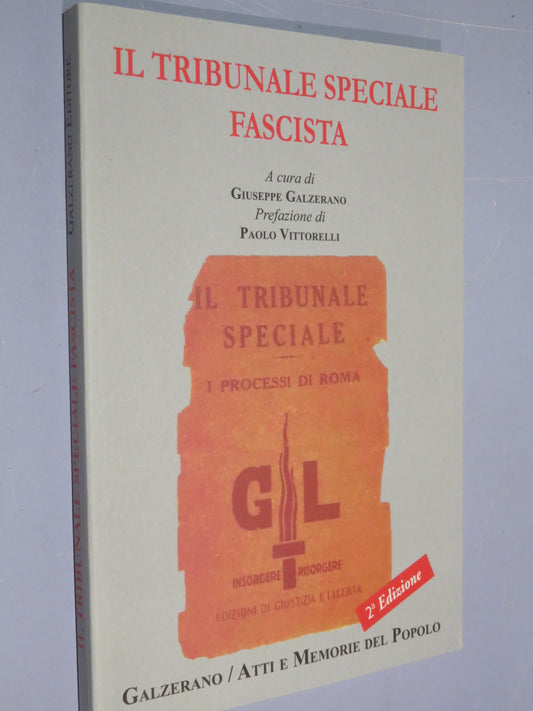 IL TRIBUNALE SPECIALE
FASCISTA
A cura di
GIUSEPPE GALZERANO
Prefazione di
PAOLO VITTORELLI
IL TRIBUNALE
SPECIALE
I PROCESSI DI ROMA
GL
INSORGERE RISORGERE
EDIZIONI DI GIUSTIZIA E LIBERTA
2ª Edizione
GALZERANO / ATTI E MEMORIE DEL POPOLO
IL TRIBUNALE SPECIALE FASCISTA GALZERANO EDITORE